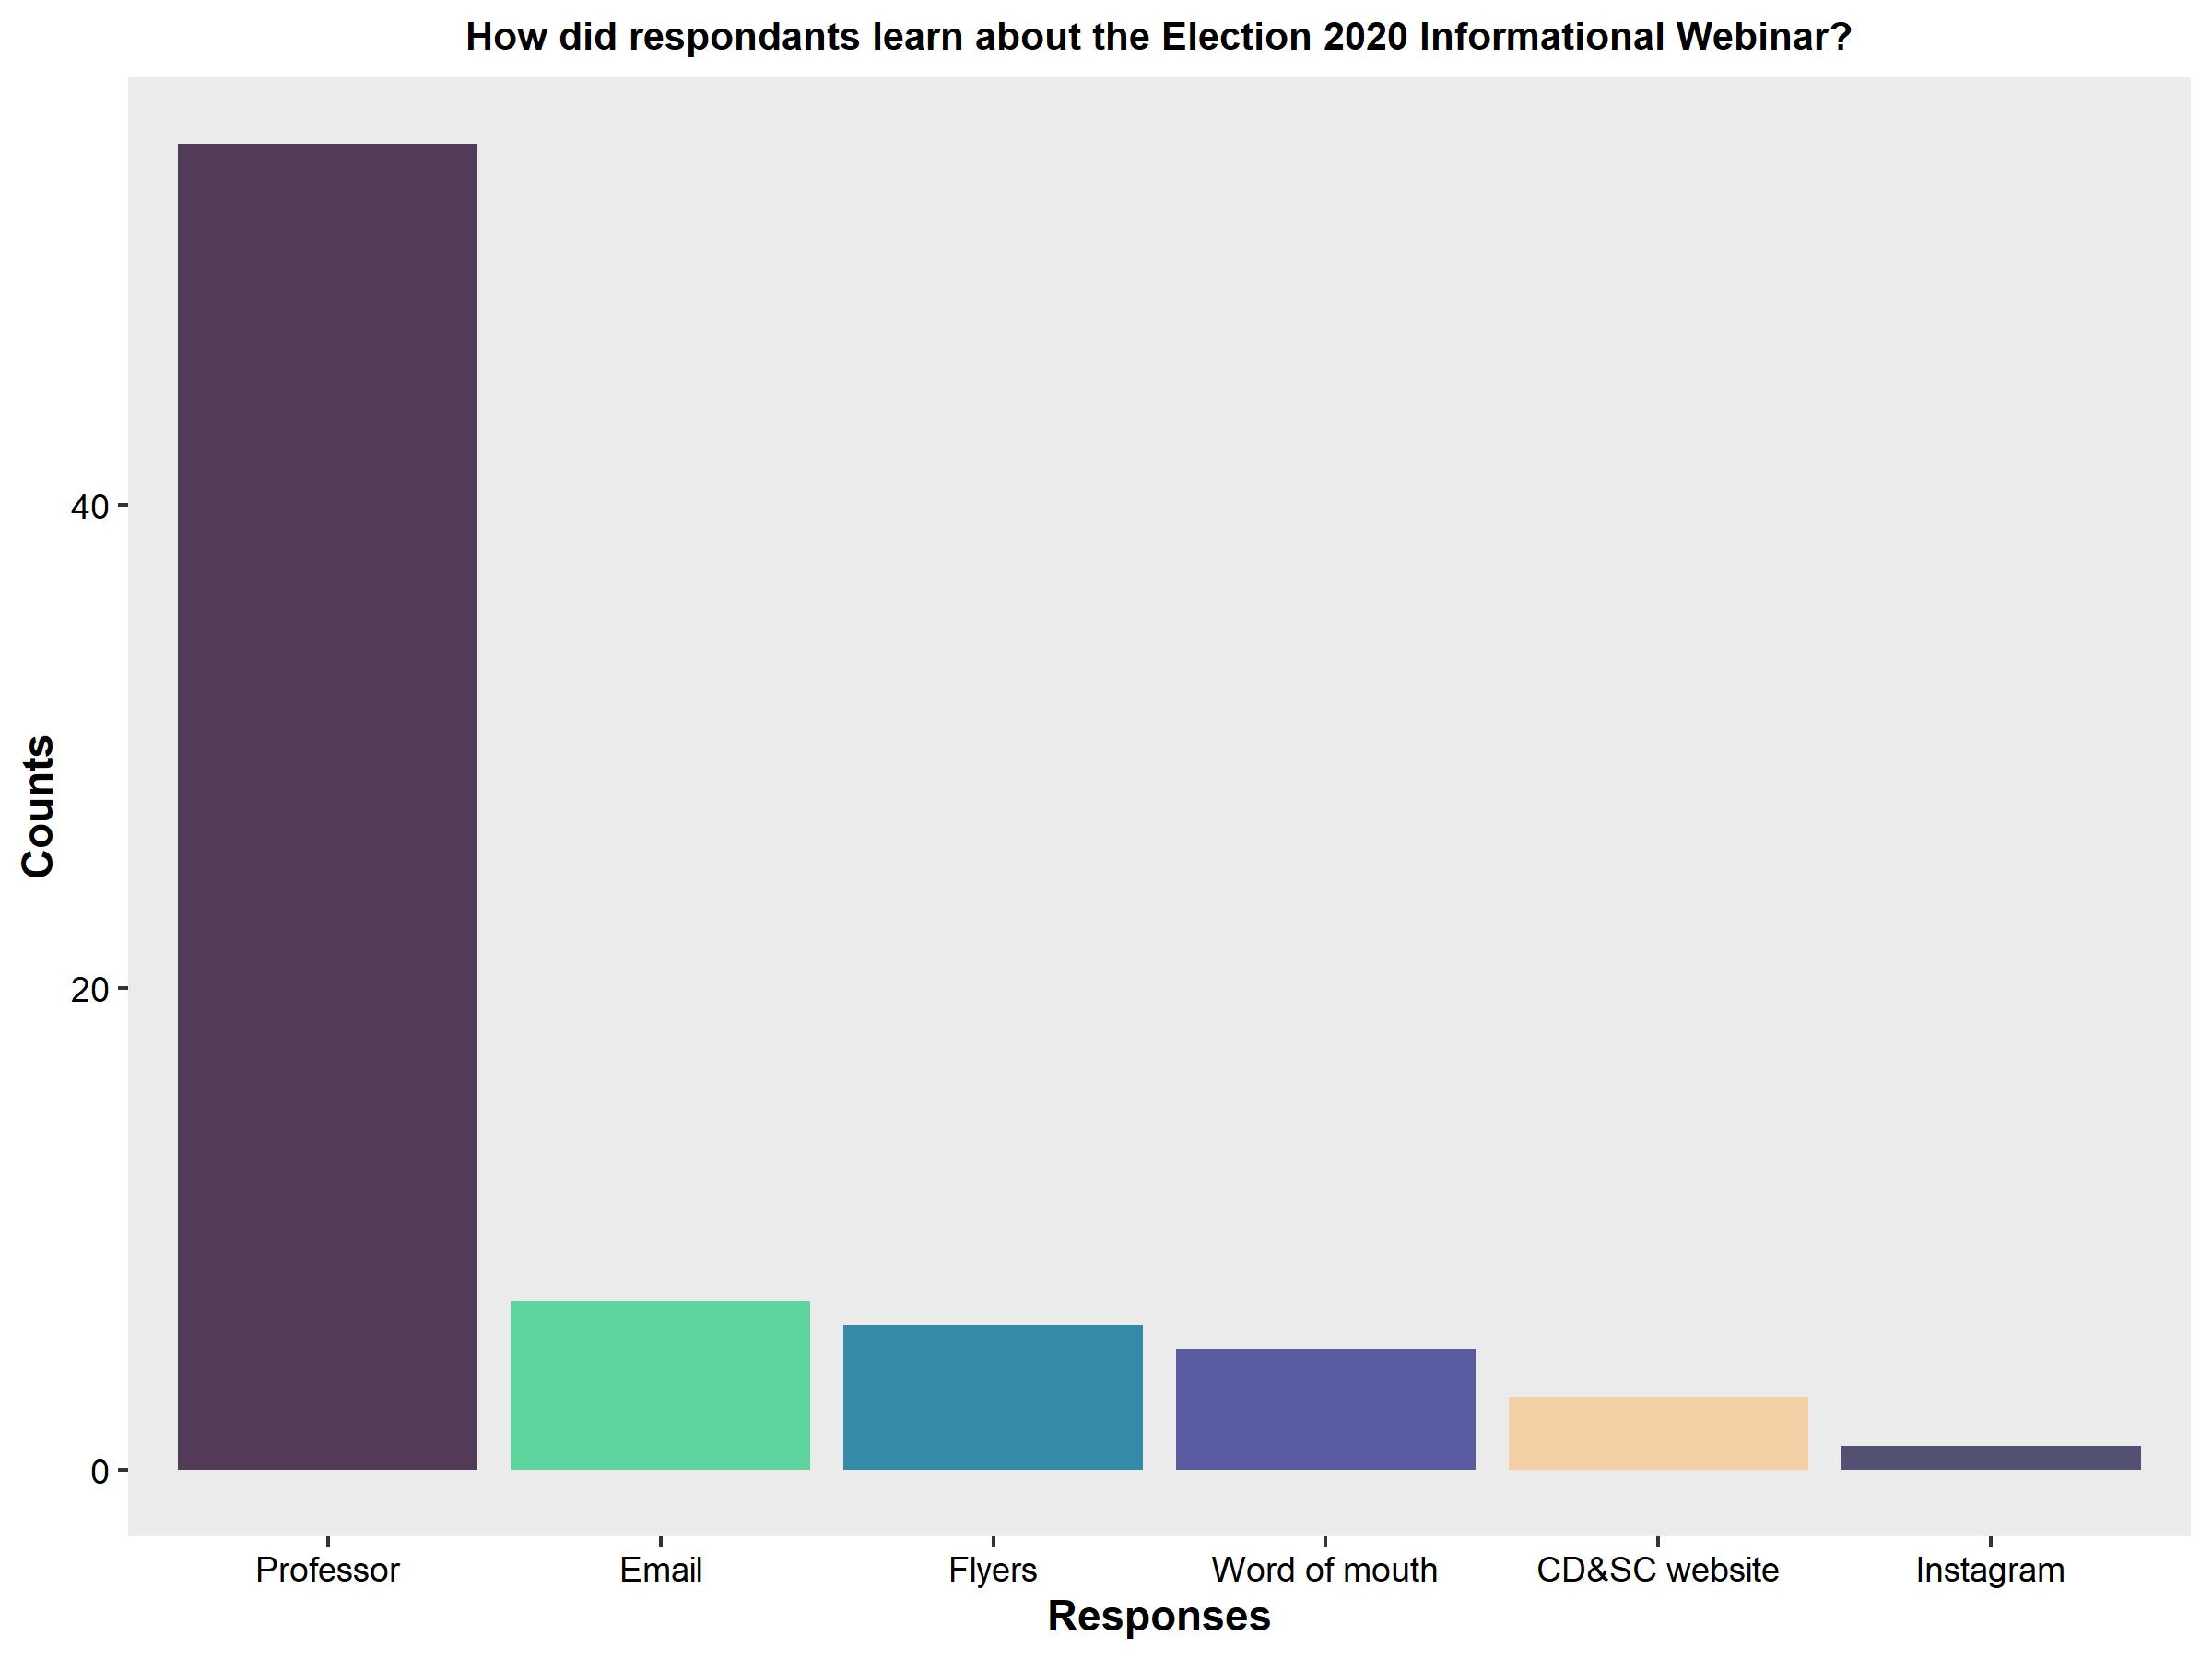 How did respondants learn about the Election 2020 Informational Webinar?
Counts
40
20
0
Professor Email Flyers Word of mouth CD&SC website Instagram
Responses